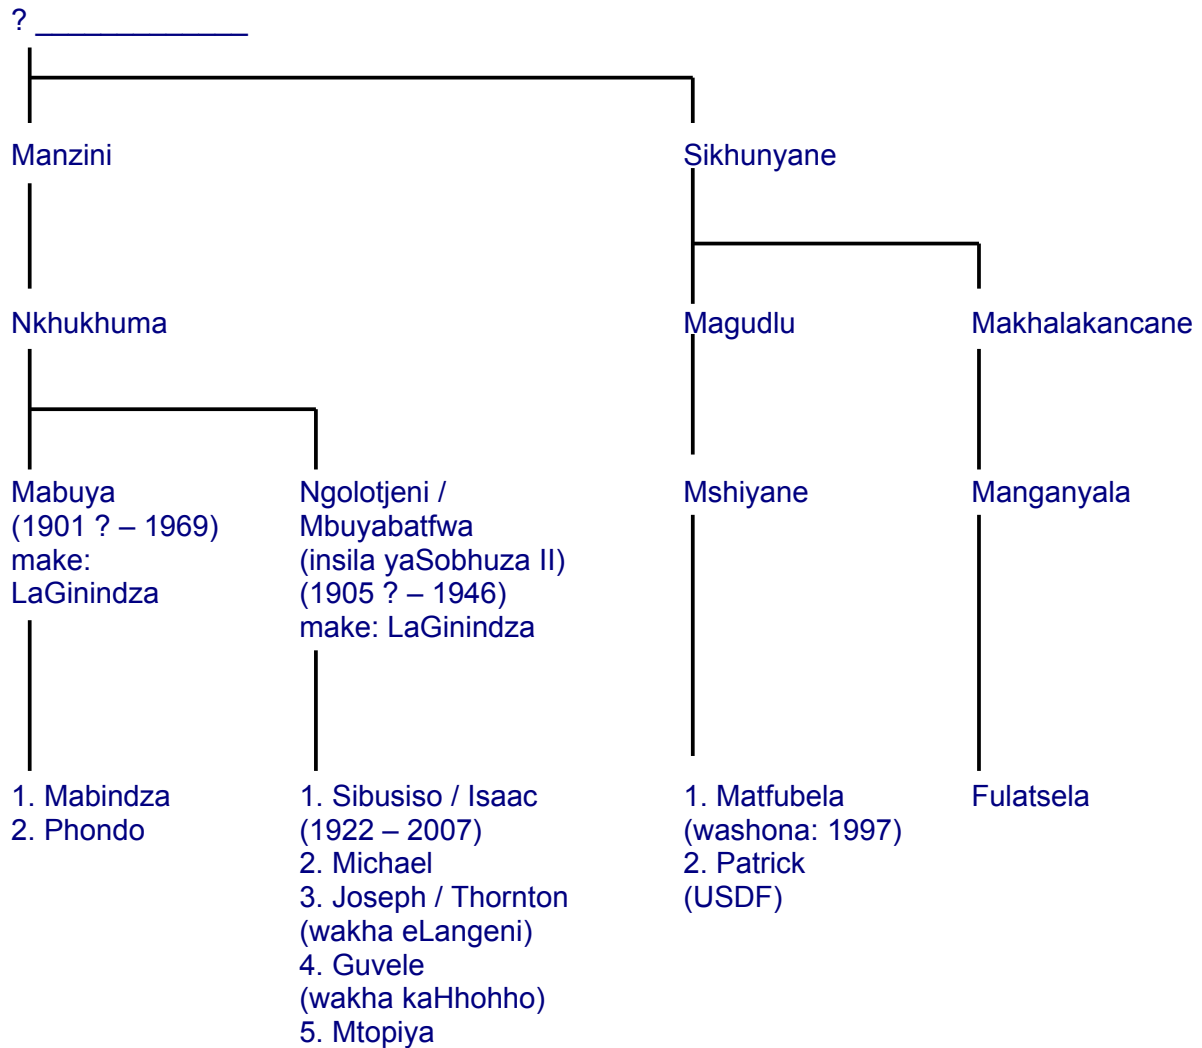 ? _____________
Manzini
Sikhunyane
Nkhukhuma
Magudlu
Makhalakancane
Mabuya
(1901 ? – 1969)
make:
LaGinindza
Ngolotjeni /
Mbuyabatfwa
(insila yaSobhuza II)
(1905 ? – 1946)
make: LaGinindza
Mshiyane
Manganyala
1. Mabindza
2. Phondo
1. Sibusiso / Isaac
(1922 – 2007)
2. Michael
3. Joseph / Thornton
(wakha eLangeni)
4. Guvele
(wakha kaHhohho)
5. Mtopiya
1. Matfubela
(washona: 1997)
2. Patrick
(USDF)
Fulatsela